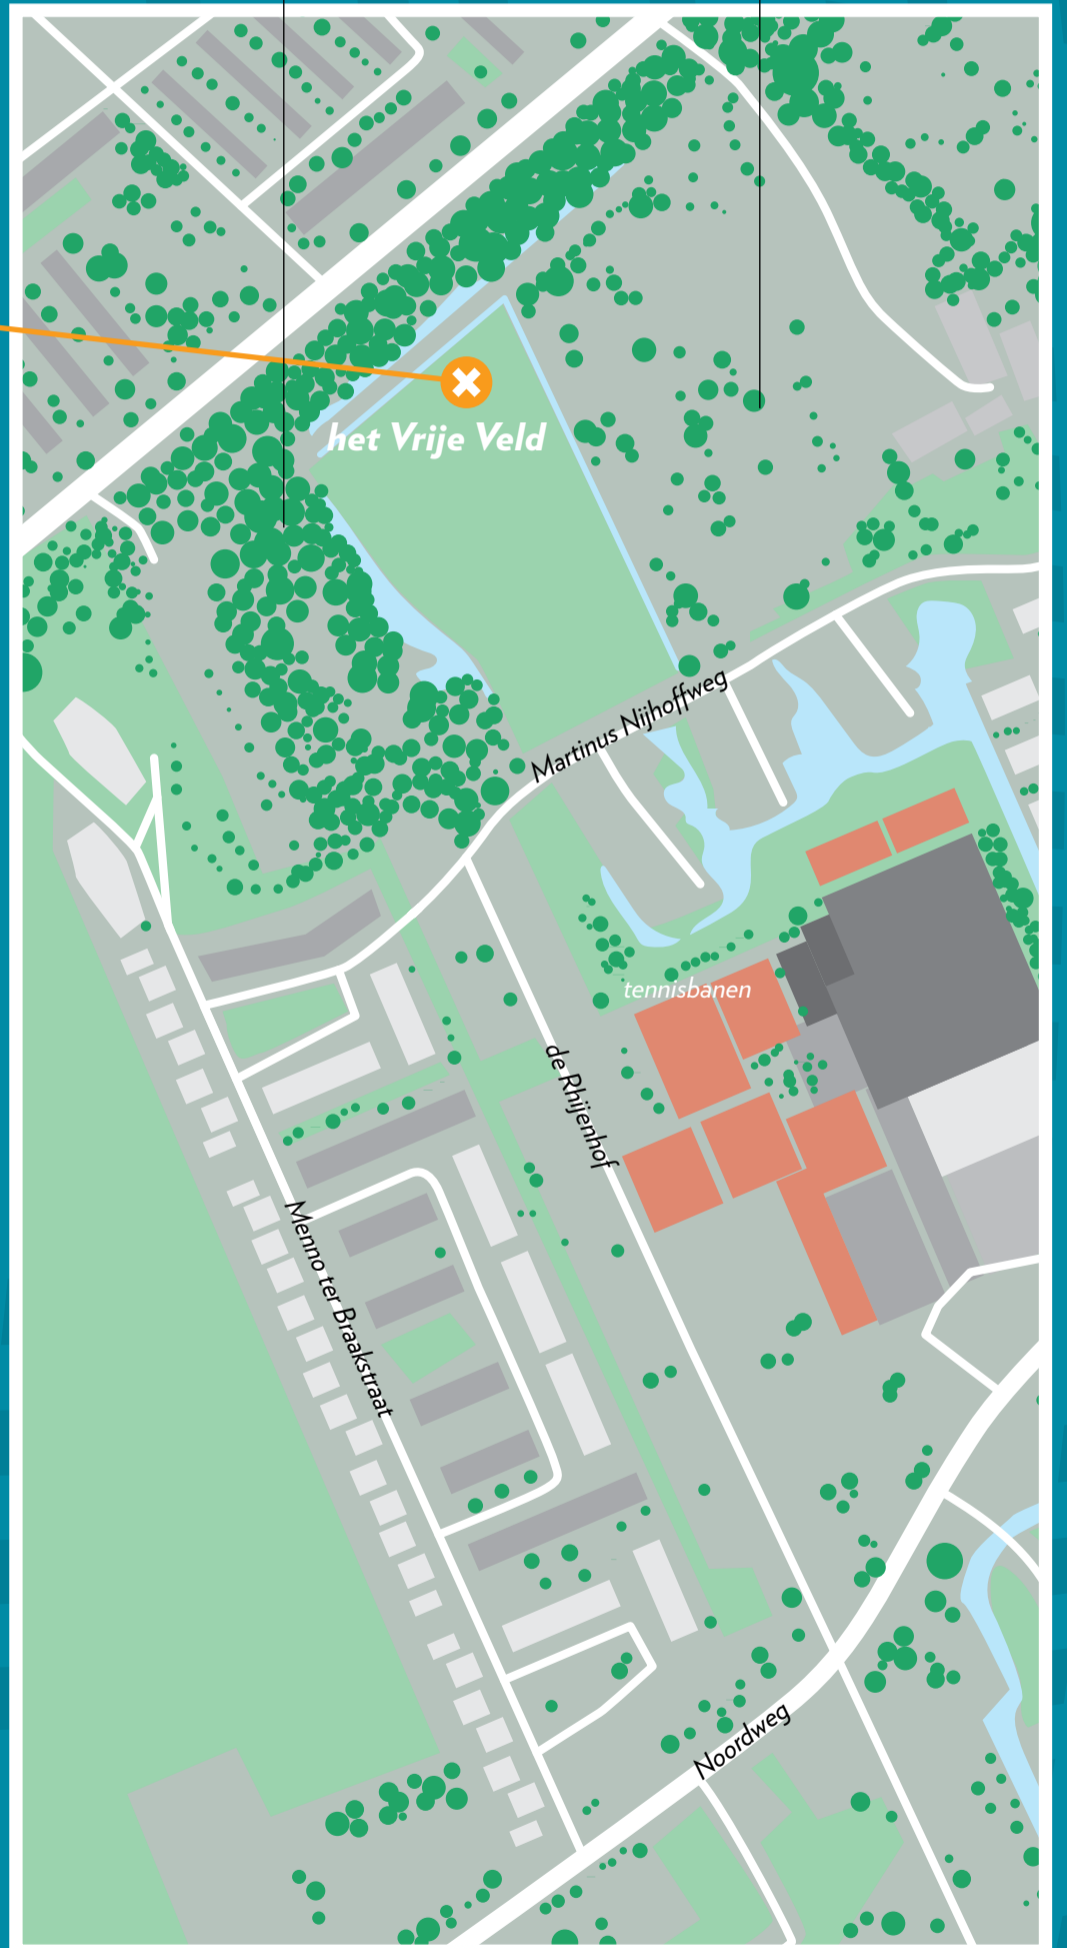 het Vrije Veld
Martinus Nijhoffweg
tennisbanen
de Rhijenhof
Menno ter Braakstraat
Noordweg